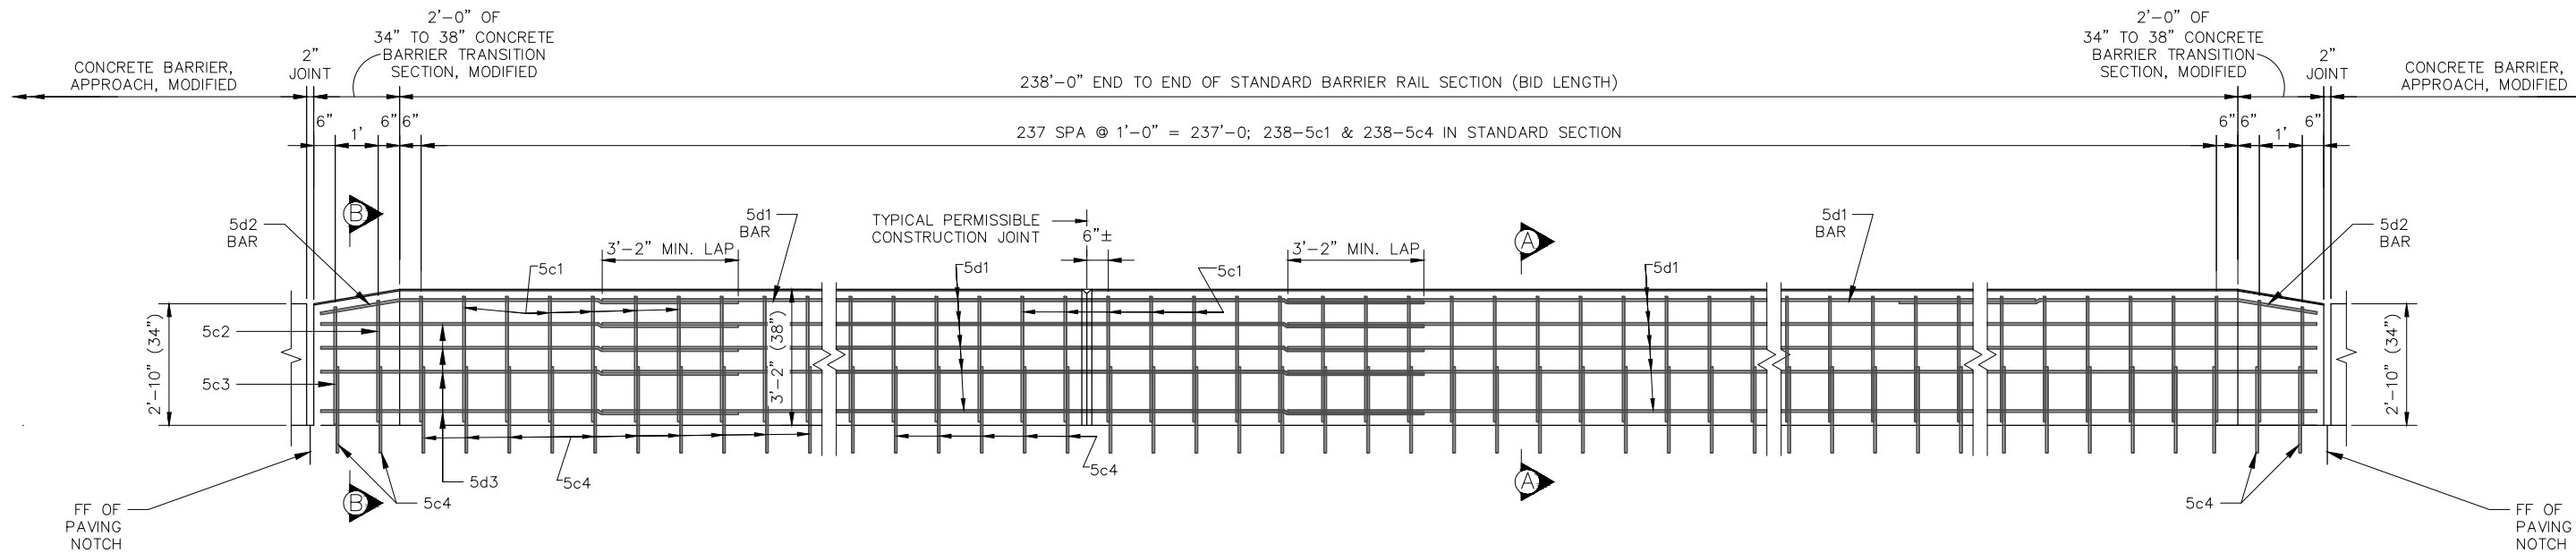 2'-0" OF
34" TO 38" CONCRETE
BARRIER TRANSITION
SECTION, MODIFIED
2"
JOINT
CONCRETE BARRIER,
APPROACH, MODIFIED
238'-0" END TO END OF STANDARD BARRIER RAIL SECTION (BID LENGTH)
2'-0" OF
34" TO 38" CONCRETE
BARRIER TRANSITION
SECTION, MODIFIED
2"
JOINT
CONCRETE BARRIER,
APPROACH, MODIFIED
6"
1'
6"
6"
237 SPA @ 1'-0" = 237'-0; 238-5c1 & 238-5c4 IN STANDARD SECTION
6"
6"
1'
6"
B
5d2
BAR
5d1
BAR
3'-2" MIN. LAP
5c1
TYPICAL PERMISSIBLE
CONSTRUCTION JOINT
6"±
5d1
5c1
3'-2" MIN. LAP
A
5d1
BAR
5d1
5d2
BAR
5c2
5c3
2'-10" (34")
3'-2" (38")
2'-10" (34")
5c4
5d3
5c4
5c4
5c4
B
A
FF OF
PAVING
NOTCH
FF OF
PAVING
NOTCH